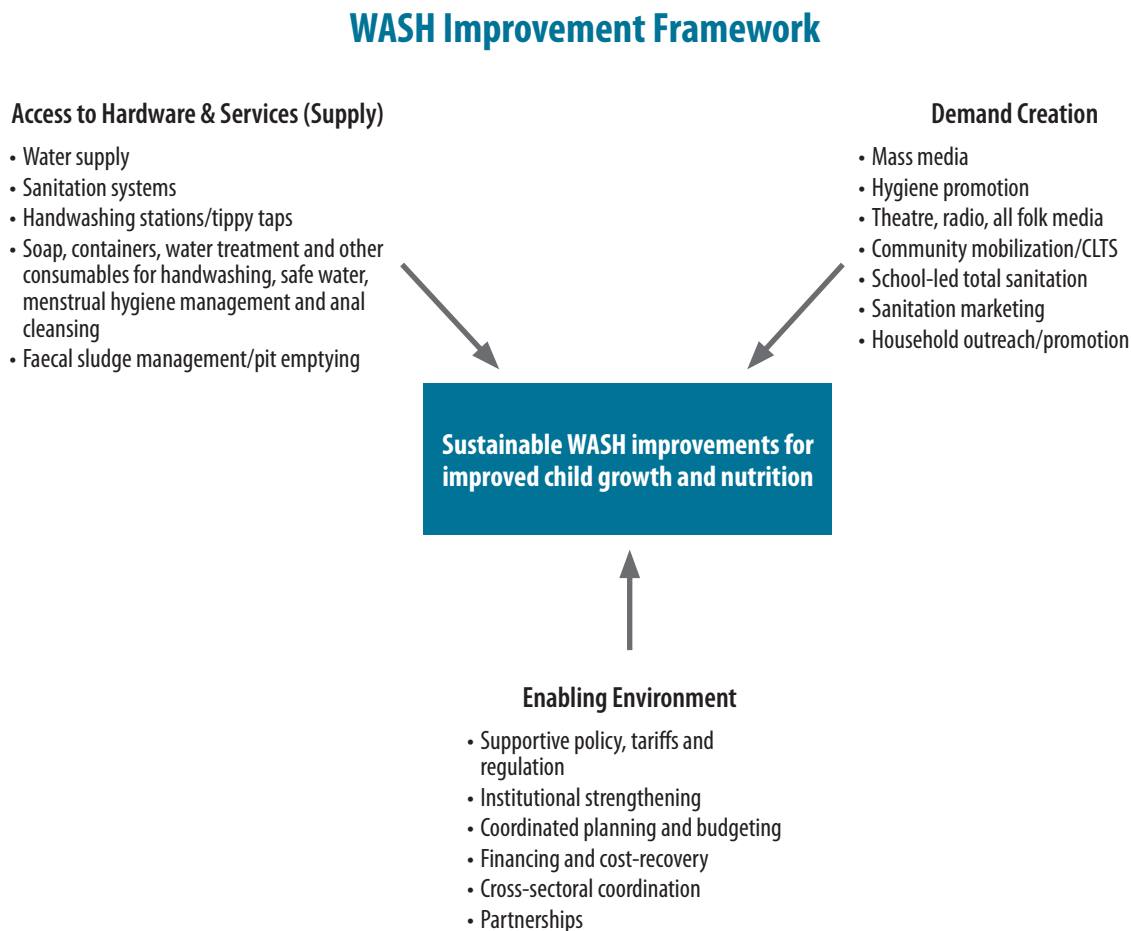 WASH Improvement Framework
Access to Hardware & Services (Supply)
• Water supply
• Sanitation systems
• Handwashing stations/tippy taps
• Soap, containers, water treatment and other
consumables for handwashing, safe water,
menstrual hygiene management and anal
cleansing
• Faecal sludge management/pit emptying
Demand Creation
• Mass media
• Hygiene promotion
• Theatre, radio, all folk media
• Community mobilization/CLTS
• School-led total sanitation
• Sanitation marketing
• Household outreach/promotion
Sustainable WASH improvements for
improved child growth and nutrition
Enabling Environment
• Supportive policy, tariffs and
regulation
• Institutional strengthening
• Coordinated planning and budgeting
• Financing and cost-recovery
• Cross-sectoral coordination
• Partnerships